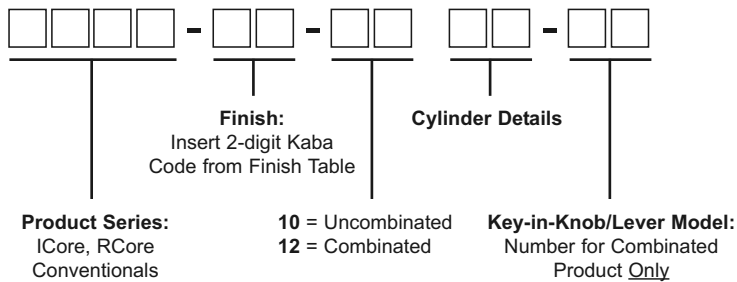 Finish:
Insert 2-digit Kaba
Code from Finish Table
Cylinder Details
Product Series:
ICore, RCore
Conventionals
10 = Uncombinated
12 = Combinated
Key-in-Knob/Lever Model:
Number for Combinated
Product Only